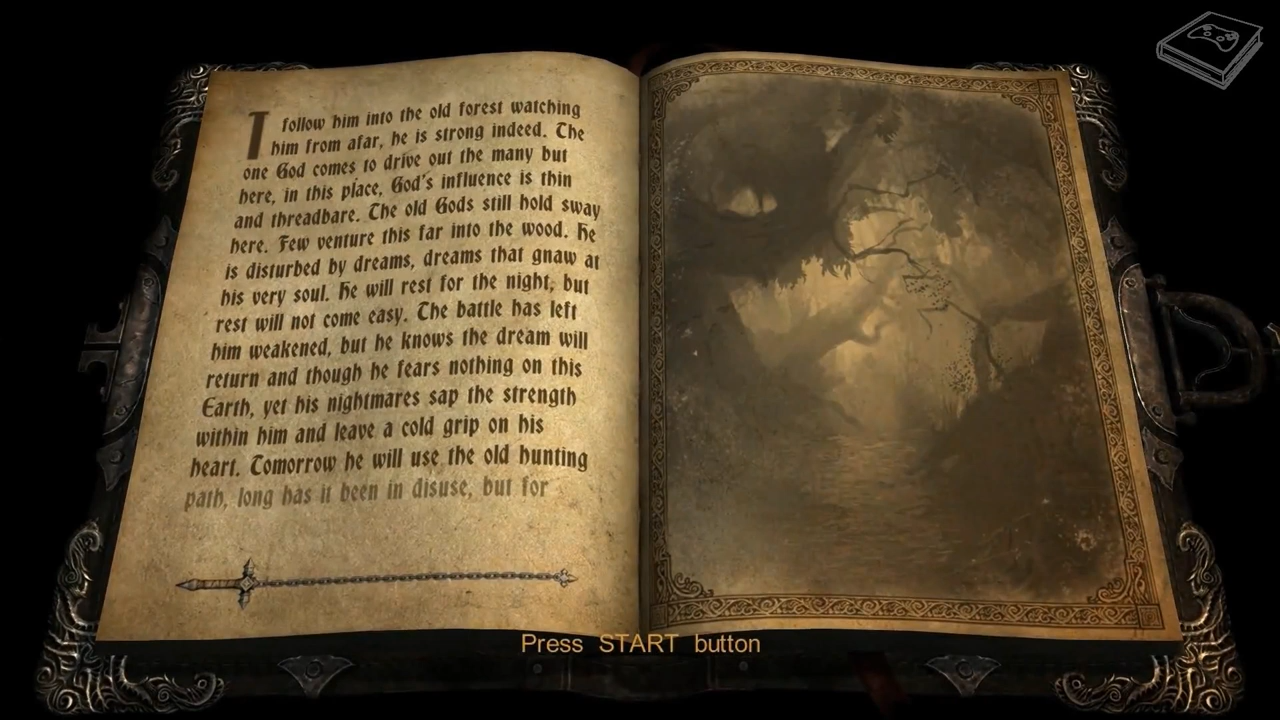 I follow him into the old forest watching
him from afar, he is strong indeed. The
one God comes to drive out the many but
here, in this place, God's influence is thin
and threadbare. The old Gods still hold sway
here. Few venture this far into the wood. He
is disturbed by dreams, dreams that gnaw at
his very soul. He will rest for the night, but
rest will not come easy. The battle has left
him weakened, but he knows the dream will
return and though he fears nothing on this
Earth, yet his nightmares sap the strength
within him and leave a cold grip on his
heart. Tomorrow he will use the old hunting
path, long has it been in disuse, but for
Press START button